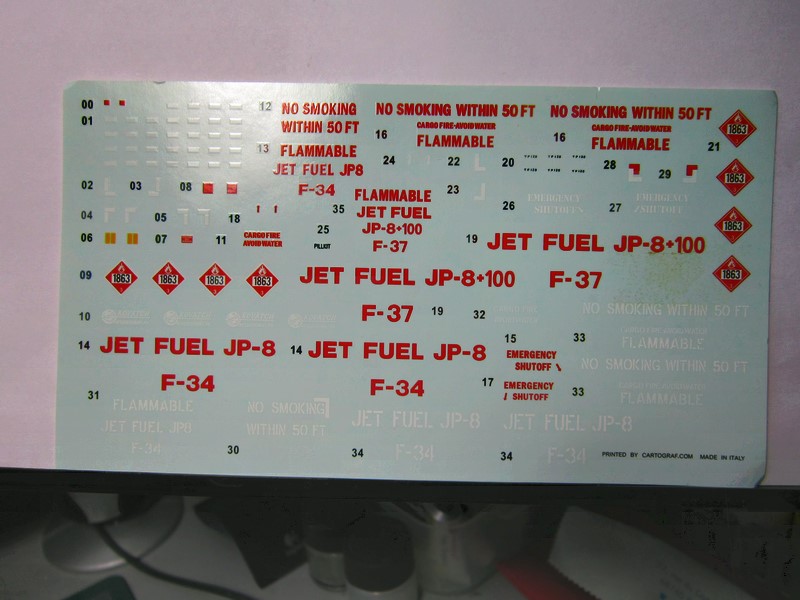 00
01
12 NO SMOKING
WITHIN 50 FT
13 FLAMMABLE
JET FUEL JP8
F-34
NO SMOKING WITHIN 50 FT
16 CARGO FIRE-AVOID WATER
FLAMMABLE
NO SMOKING WITHIN 50 FT
16 CARGO FIRE-AVOID WATER
FLAMMABLE
1863
21
24
22
20
28
29
1863
02
03
08
35 FLAMMABLE
JET FUEL
JP-8+100
F-37
23
26 EMERGENCY
SHUTOFF
27 EMERGENCY
SHUTOFF
04
05
18
25
1863
06
07
11 CARGO FIRE
AVOID WATER
19 JET FUEL JP-8+100
F-37
1863
09 1863 1863 1863 1863
JET FUEL JP-8+100
F-37 19
32
10
NO SMOKING WITHIN 50 FT
33
FLAMMABLE
14 JET FUEL JP-8
F-34
14 JET FUEL JP-8
F-34
15
EMERGENCY
SHUTOFF
17 EMERGENCY
SHUTOFF
NO SMOKING WITHIN 50 FT
33
FLAMMABLE
31
FLAMMABLE
JET FUEL JP8
F-34
NO SMOKING
WITHIN 50 FT
30
JET FUEL JP-8
34 F-34
JET FUEL JP-8
34 F-34
PRINTED BY CARTOGRAF.COM MADE IN ITALY